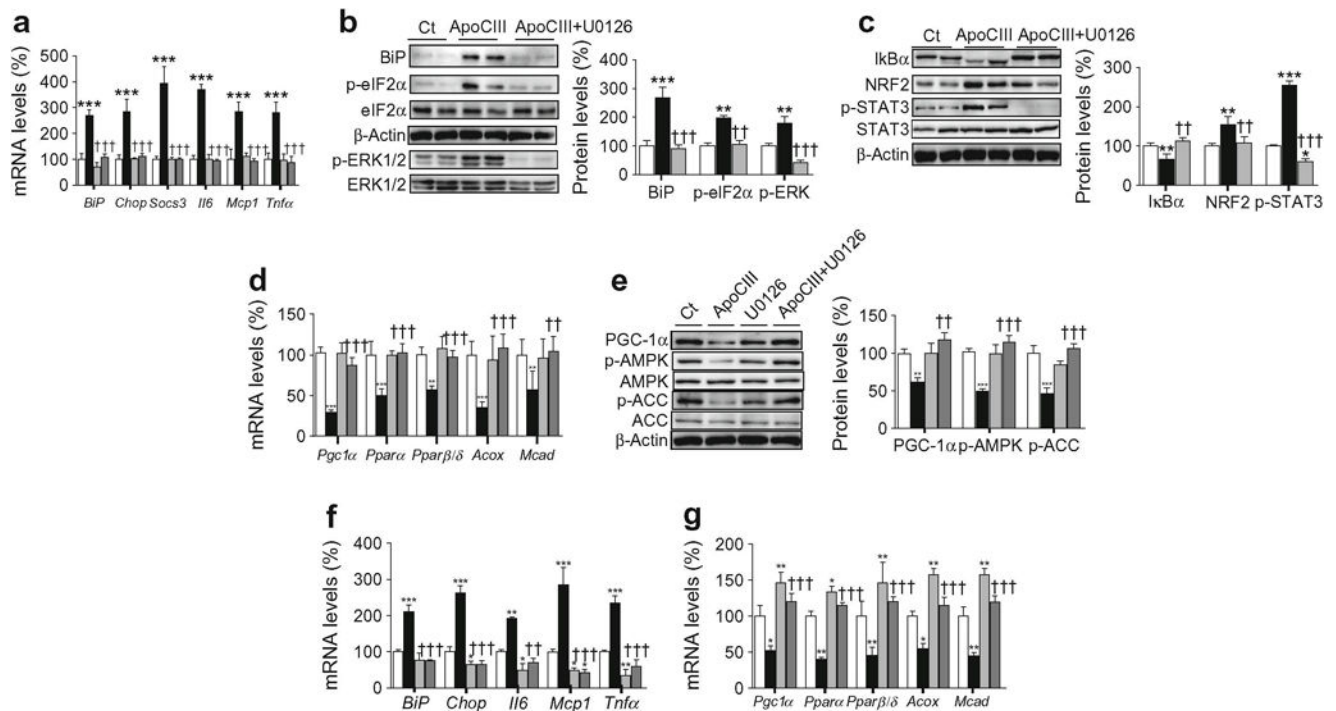 a
mRNA levels (%)
500
400
300
200
100
0
*** *** *** *** *** ***
††† ††† ††† ††† ††† †††
BiP Chop Socs3 Il6 Mcp1 Tnfα
b
Ct ApoCIII ApoCIII+U0126
BiP
p-eIF2α
eIF2α
β-Actin
p-ERK1/2
ERK1/2
Protein levels (%)
400
300
200
100
0
*** ** **
††† †† †††
BiP p-eIF2α p-ERK
c
Ct ApoCIII ApoCIII+U0126
IkBα
NRF2
p-STAT3
STAT3
β-Actin
Protein levels (%)
300
200
100
0
** †† ** †† *** ††† *
IκBα NRF2 p-STAT3
d
mRNA levels (%)
150
100
50
0
††† ††† ††† ††† ††
*** *** ** *** **
Pgc1α Pparα Pparβ/δ Acox Mcad
e
Ct ApoCIII U0126 ApoCIII+U0126
PGC-1α
p-AMPK
AMPK
p-ACC
ACC
β-Actin
Protein levels (%)
150
100
50
0
†† ††† †††
** *** ***
PGC-1α p-AMPK p-ACC
f
mRNA levels (%)
400
300
200
100
0
*** *** ** *** ***
††† ††† †† ††† †††
* * * * **
BiP Chop Il6 Mcp1 Tnfα
g
mRNA levels (%)
200
150
100
50
0
** * ** ** **
††† ††† ††† ††† †††
* ** ** * **
Pgc1α Pparα Pparβ/δ Acox Mcad